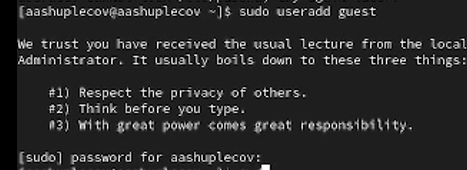 [aashuplecov@aashuplecov ~]$ sudo useradd guest
We trust you have received the usual lecture from the local
Administrator. It usually boils down to these three things:
#1) Respect the privacy of others.
#2) Think before you type.
#3) With great power comes great responsibility.
[sudo] password for aashuplecov: